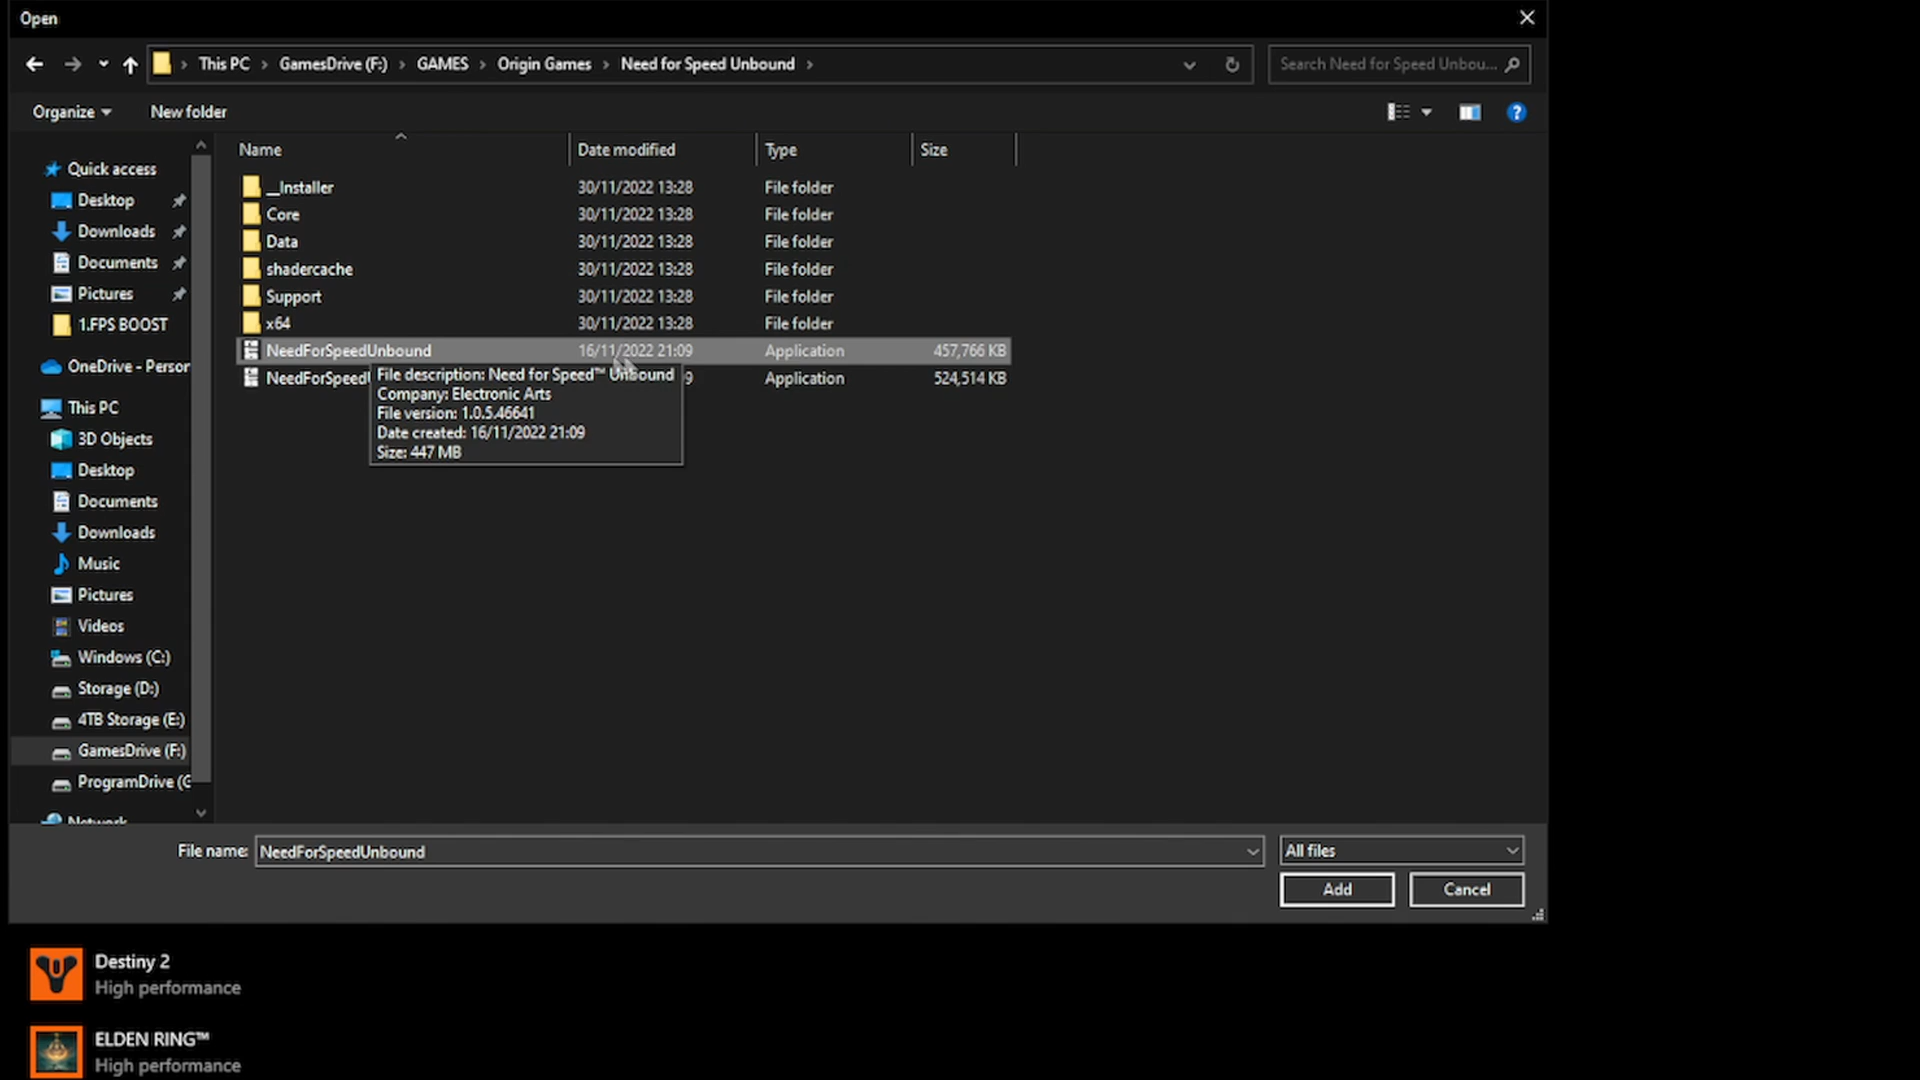 Open
This PC > GamesDrive (F:) > GAMES > Origin Games > Need for Speed Unbound >
Search Need for Speed Unbou...
Organize
New folder
Name
Date modified
Type
Size
Quick access
Desktop
Downloads
Documents
Pictures
1.FPS BOOST
OneDrive - Person
This PC
3D Objects
Desktop
Documents
Downloads
Music
Pictures
Videos
Windows (C:)
Storage (D:)
4TB Storage (E:)
GamesDrive (F:)
ProgramDrive (G
Network
__Installer 30/11/2022 13:28 File folder
Core 30/11/2022 13:28 File folder
Data 30/11/2022 13:28 File folder
shadercache 30/11/2022 13:28 File folder
Support 30/11/2022 13:28 File folder
x64 30/11/2022 13:28 File folder
NeedForSpeedUnbound 16/11/2022 21:09 Application 457,766 KB
NeedForSpeedU 9 Application 524,514 KB
File description: Need for Speed™ Unbound
Company: Electronic Arts
File version: 1.0.5.46641
Date created: 16/11/2022 21:09
Size: 447 MB
File name: NeedForSpeedUnbound
All files
Add
Cancel
Destiny 2
High performance
ELDEN RING™
High performance